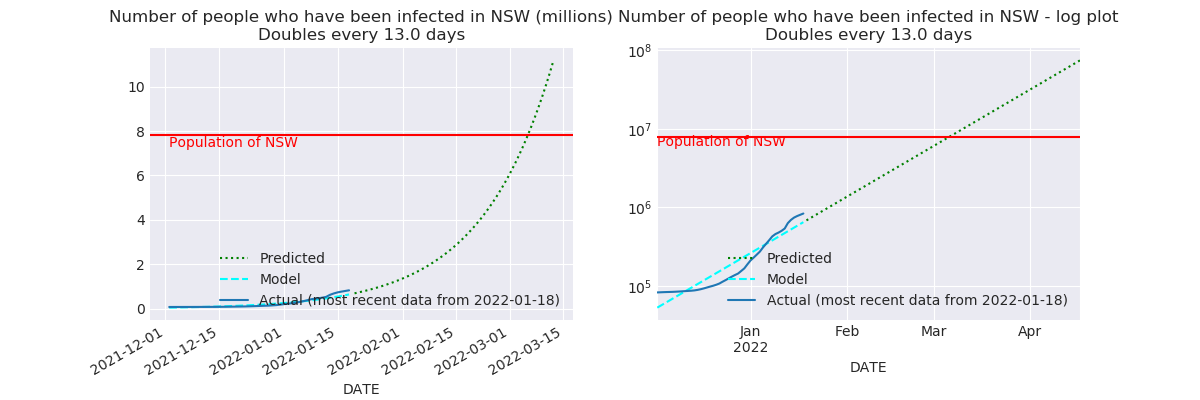 Number of people who have been infected in NSW (millions)
Doubles every 13.0 days
10
8
6
4
2
0
Population of NSW
Predicted
Model
Actual (most recent data from 2022-01-18)
2021-12-01
2021-12-15
2022-01-01
2022-01-15
2022-02-01
2022-02-15
2022-03-01
2022-03-15
DATE
Number of people who have been infected in NSW - log plot
Doubles every 13.0 days
10⁸
10⁷
10⁶
10⁵
Population of NSW
Predicted
Model
Actual (most recent data from 2022-01-18)
Jan
2022
Feb
Mar
Apr
DATE